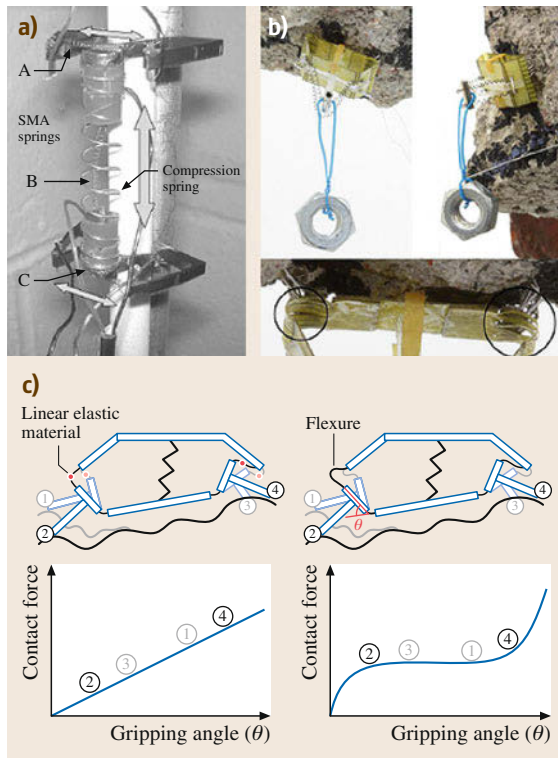 a)
A
SMA
springs
B
Compression
spring
C
b)
c)
Linear elastic
material
1
2
3
4
Flexure
1
2
θ
3
4
Contact force
2
3
1
4
Gripping angle (θ)
Contact force
2
3
1
4
Gripping angle (θ)